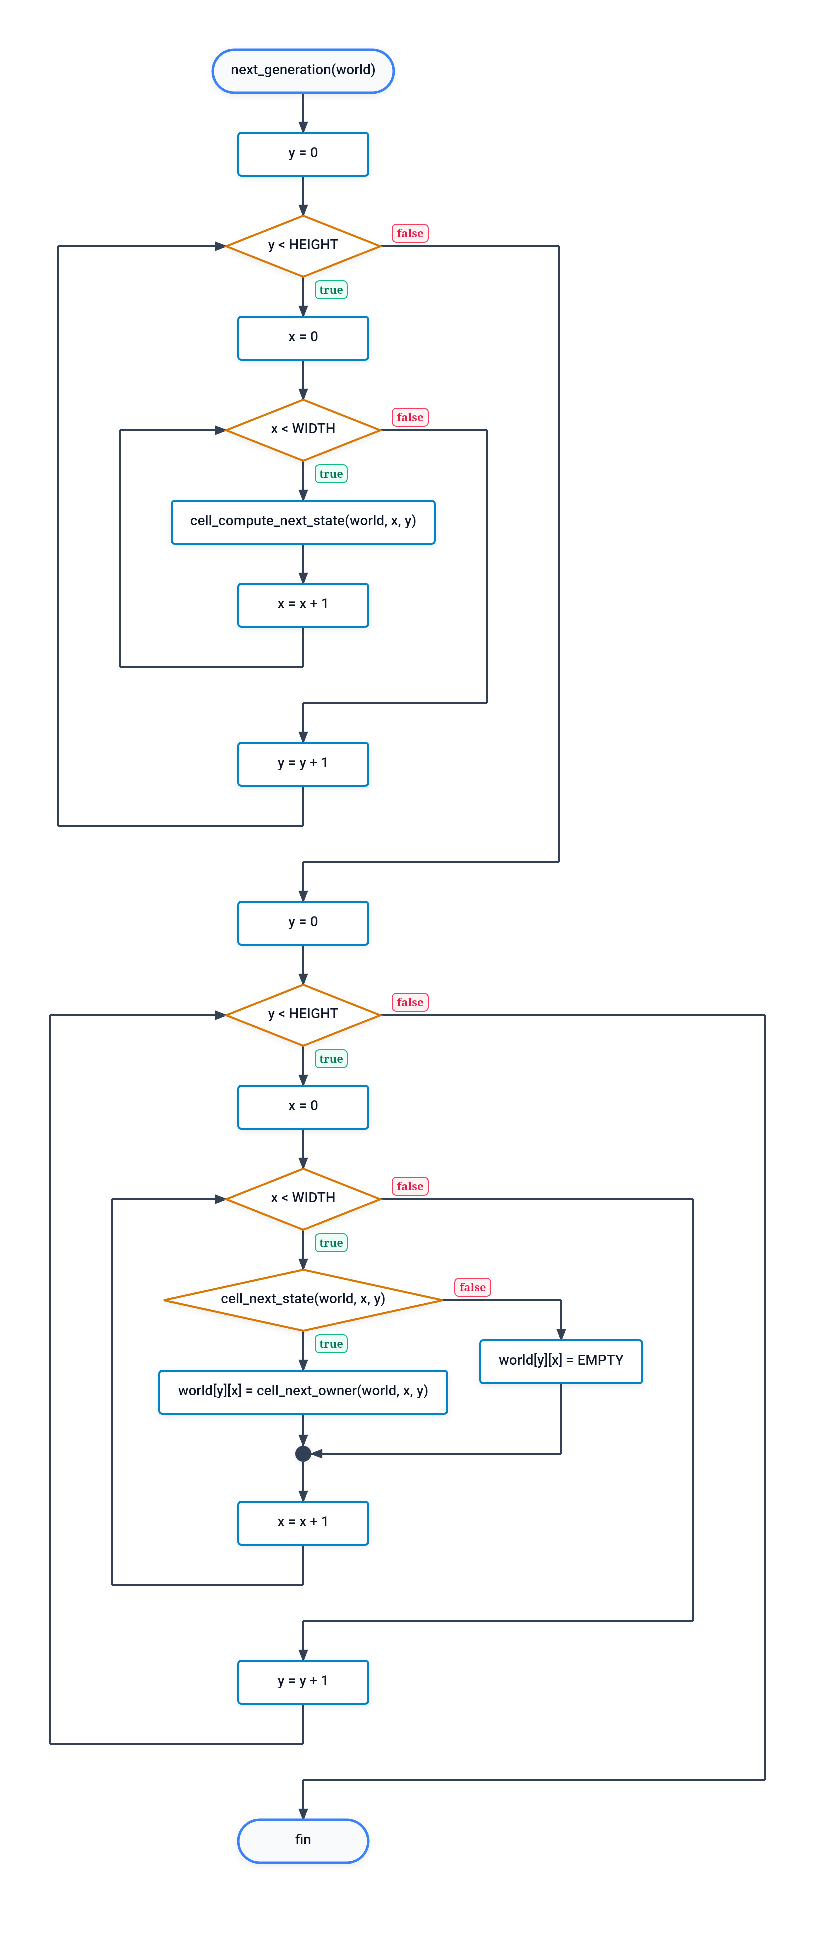 next_generation(world)
y = 0
y < HEIGHT
false
true
x = 0
x < WIDTH
false
true
cell_compute_next_state(world, x, y)
x = x + 1
y = y + 1
y = 0
y < HEIGHT
false
true
x = 0
x < WIDTH
false
true
cell_next_state(world, x, y)
false
true
world[y][x] = EMPTY
world[y][x] = cell_next_owner(world, x, y)
x = x + 1
y = y + 1
fin